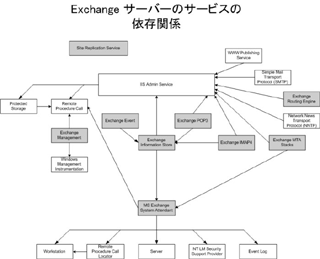 Exchange サーバーのサービスの
依存関係
Site Replication Service
WWW Publishing
Service
IIS Admin Service
Simple Mail
Transport
Protocol (SMTP)
Exchange
Routing Engine
Protected
Storage
Remote
Procedure Call
Network News
Transport
Protocol (NNTP)
Exchange Event
Exchange POP3
Exchange
Management
Exchange
Information Store
Exchange IMAP4
Exchange MTA
Stacks
Windows
Management
Instrumentation
MS Exchange
System Attendant
Workstation
Remote
Procedure Call
Locator
Server
NT LM Security
Support Provider
Event Log